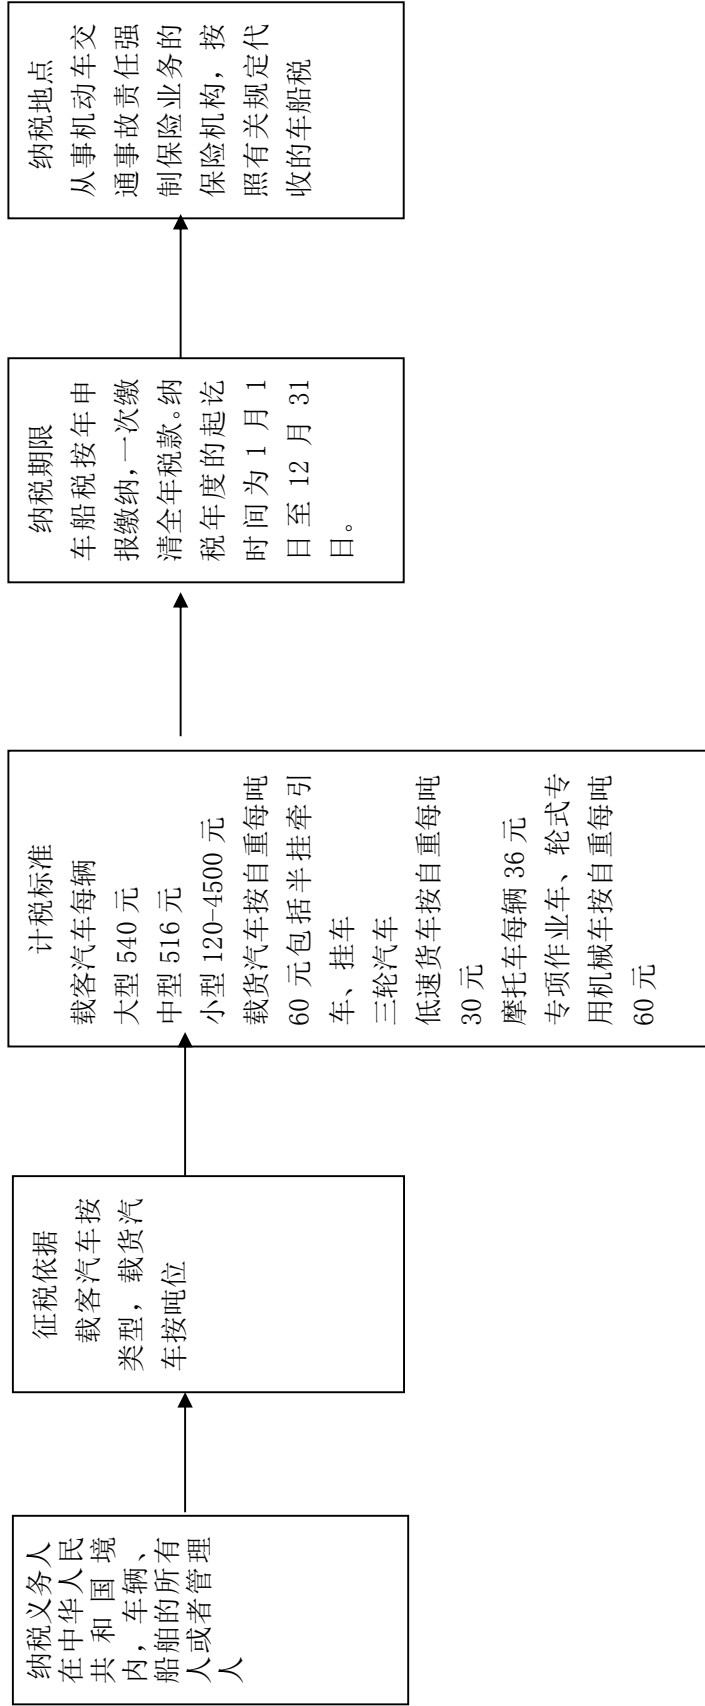 纳税义务人
在中华人民
共和国境
内，车辆、
船舶的所有
人或者管理
人
征税依据
载客汽车按
类型，载货汽
车按吨位
计税标准
载客汽车每辆
大型 540 元
中型 516 元
小型 120-4500 元
载货汽车按自重每吨
60 元包括半挂牵引
车、挂车
三轮汽车
低速货车按自重每吨
30 元
摩托车每辆 36 元
专项作业车、轮式专
用机械车按自重每吨
60 元
纳税期限
车船税按年申
报缴纳,一次缴
清全年税款。纳
税年度的起讫
时间为 1 月 1
日至 12 月 31
日。
纳税地点
从事机动车交
通事故责任强
制保险业务的
保险机构，按
照有关规定代
收的车船税